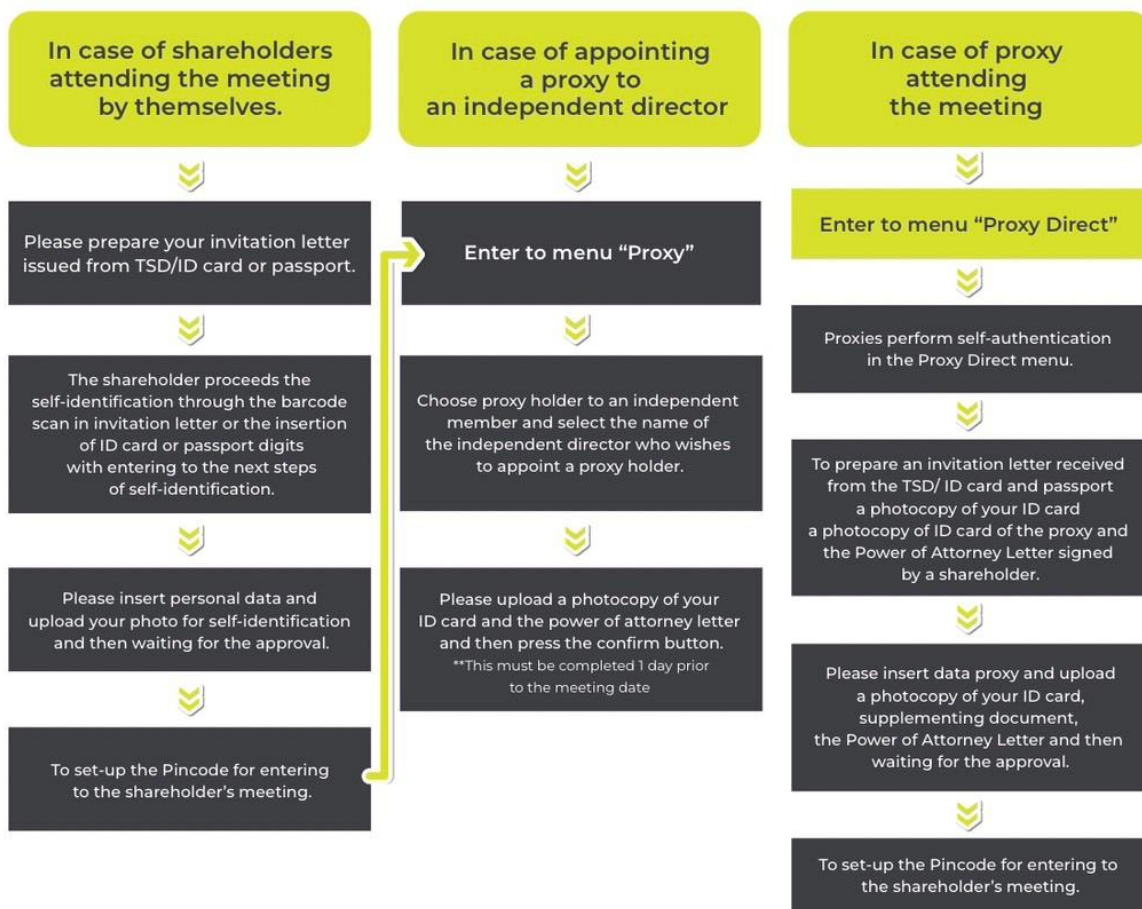 In case of shareholders
attending the meeting
by themselves.
Please prepare your invitation letter
issued from TSD/ID card or passport.
The shareholder proceeds the
self-identification through the barcode
scan in invitation letter or the insertion
of ID card or passport digits
with entering to the next steps
of self-identification.
Please insert personal data and
upload your photo for self-identification
and then waiting for the approval.
To set-up the Pincode for entering
to the shareholder's meeting.
In case of appointing
a proxy to
an independent director
Enter to menu “Proxy”
Choose proxy holder to an independent
member and select the name of
the independent director who wishes
to appoint a proxy holder.
Please upload a photocopy of your
ID card and the power of attorney letter
and then press the confirm button.
**This must be completed 1 day prior
to the meeting date
In case of proxy
attending
the meeting
Enter to menu “Proxy Direct”
Proxies perform self-authentication
in the Proxy Direct menu.
To prepare an invitation letter received
from the TSD/ ID card and passport
a photocopy of your ID card
a photocopy of ID card of the proxy and
the Power of Attorney Letter signed
by a shareholder.
Please insert data proxy and upload
a photocopy of your ID card,
supplementing document,
the Power of Attorney Letter and then
waiting for the approval.
To set-up the Pincode for entering to
the shareholder's meeting.